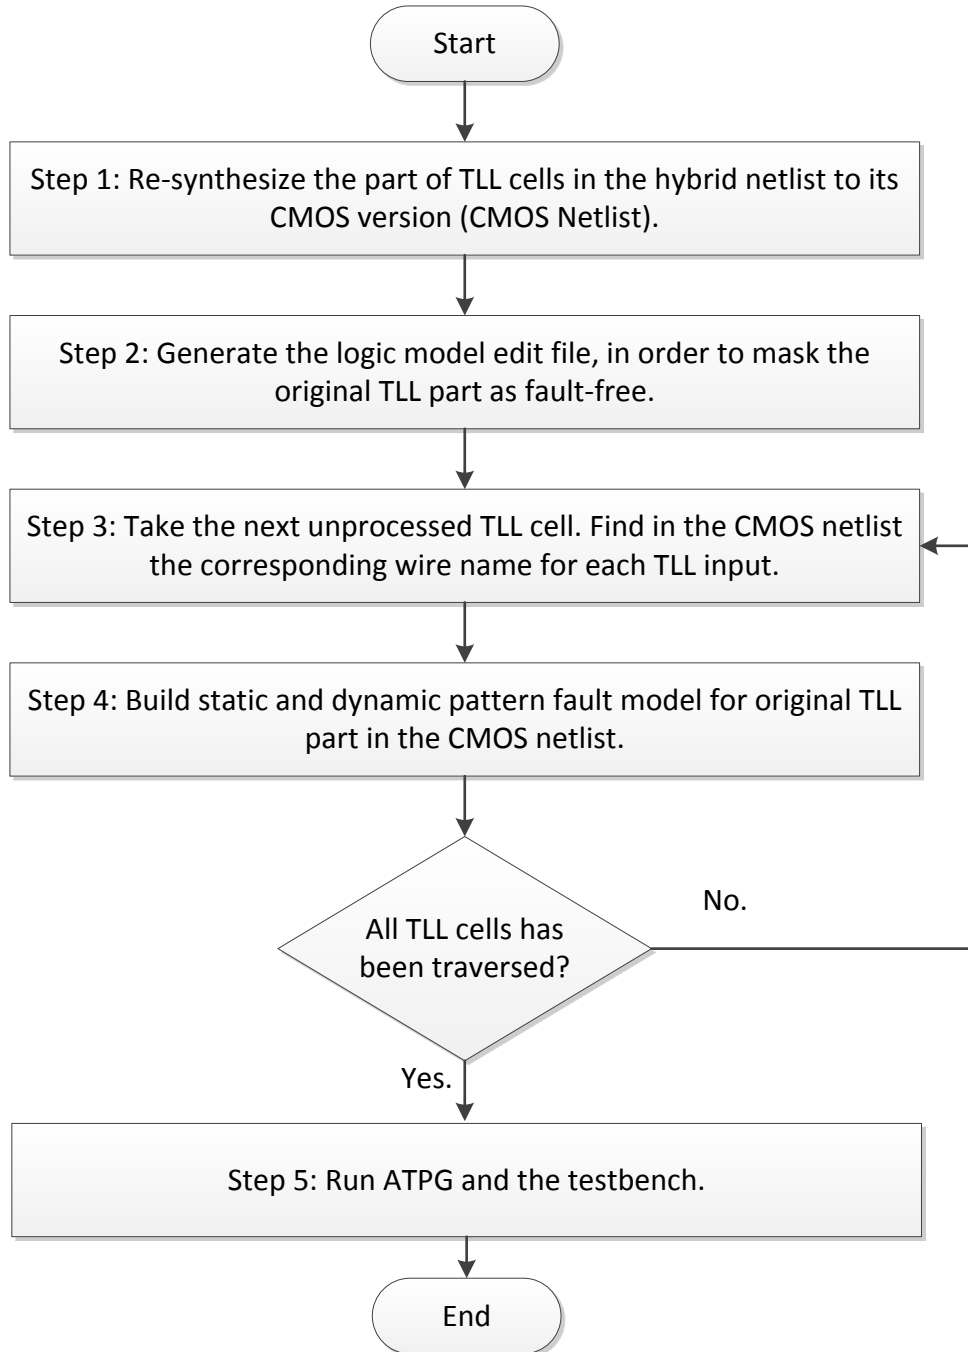 Start
Step 1: Re-synthesize the part of TLL cells in the hybrid netlist to its
CMOS version (CMOS Netlist).
Step 2: Generate the logic model edit file, in order to mask the
original TLL part as fault-free.
Step 3: Take the next unprocessed TLL cell. Find in the CMOS netlist
the corresponding wire name for each TLL input.
Step 4: Build static and dynamic pattern fault model for original TLL
part in the CMOS netlist.
No.
All TLL cells has
been traversed?
Yes.
Step 5: Run ATPG and the testbench.
End